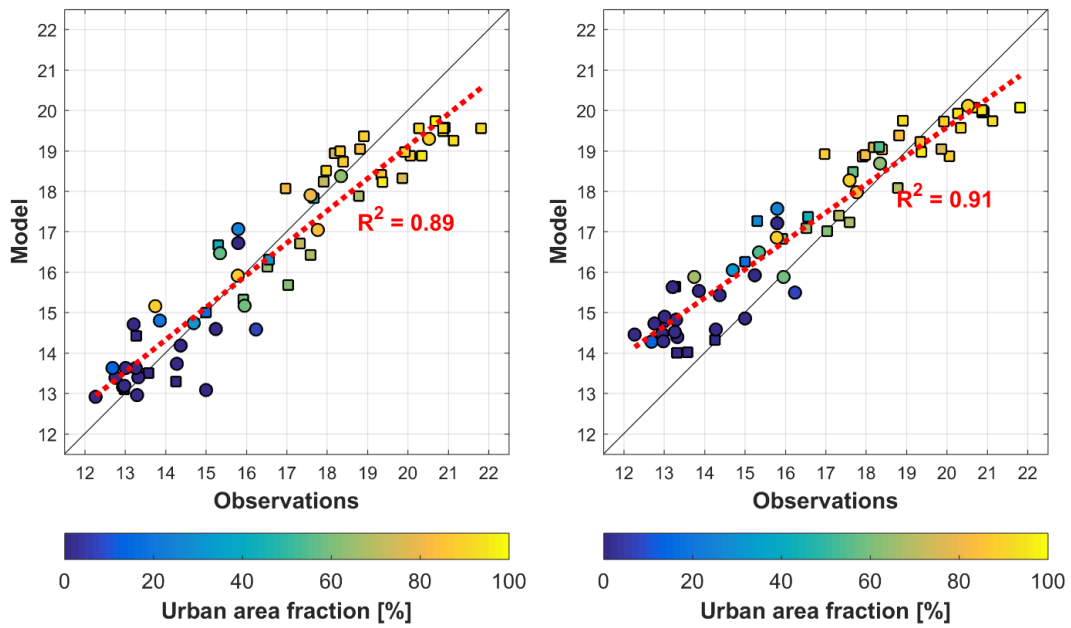 22
21
20
19
18
17
16
15
14
13
12
Model
R² = 0.89
12 13 14 15 16 17 18 19 20 21 22
Observations
0 20 40 60 80 100
Urban area fraction [%]
22
21
20
19
18
17
16
15
14
13
12
Model
R² = 0.91
12 13 14 15 16 17 18 19 20 21 22
Observations
0 20 40 60 80 100
Urban area fraction [%]